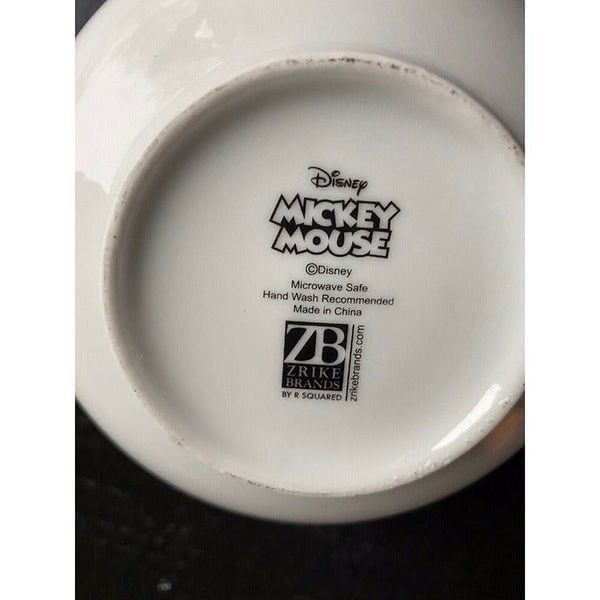 Disney
MICKEY
MOUSE
©Disney
Microwave Safe
Hand Wash Recommended
Made in China
ZB
ZRIKE
BRANDS
BY R SQUARED
zrikebrands.com